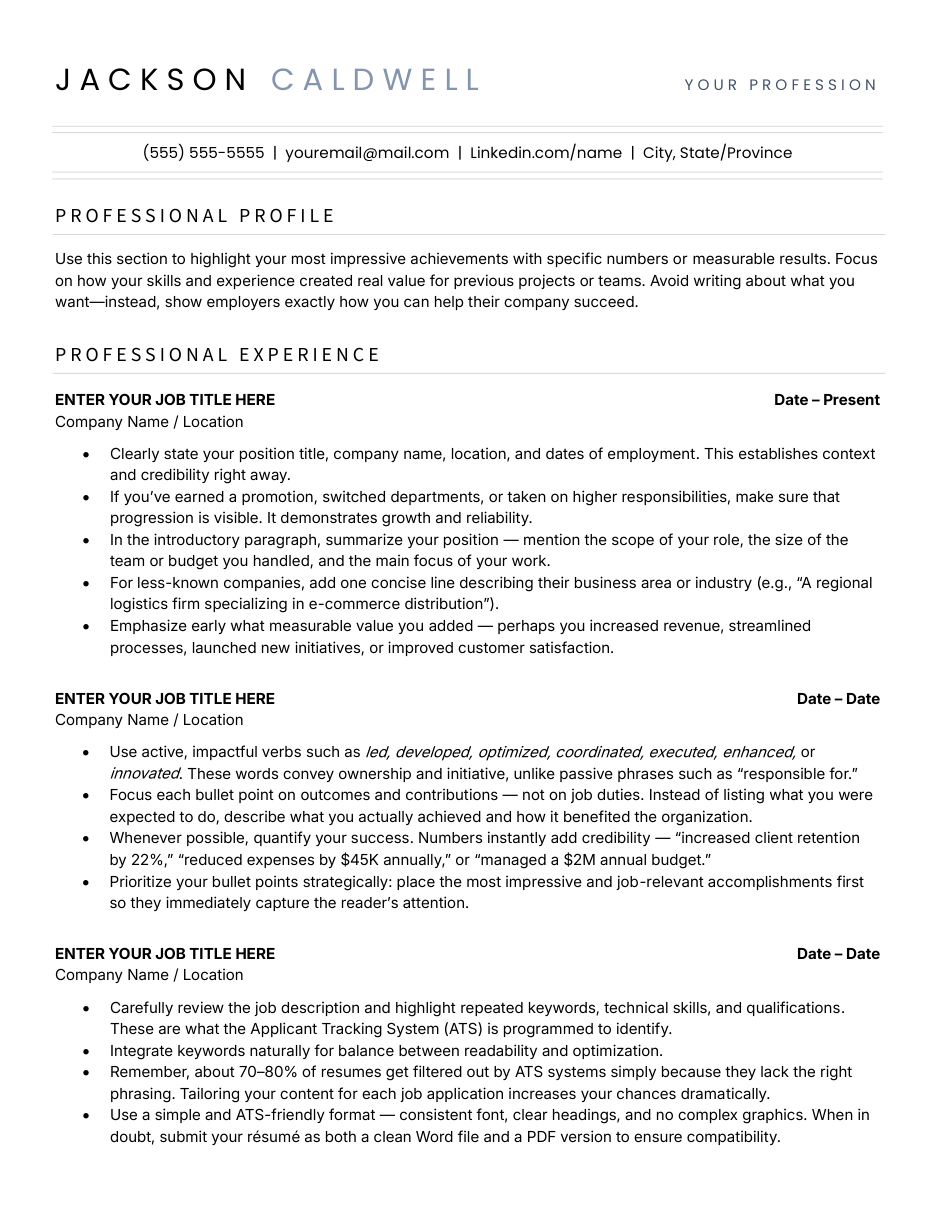 JACKSON CALDWELL YOUR PROFESSION
(555) 555-5555 | youremail@mail.com | Linkedin.com/name | City, State/Province
PROFESSIONAL PROFILE
Use this section to highlight your most impressive achievements with specific numbers or measurable results. Focus
on how your skills and experience created real value for previous projects or teams. Avoid writing about what you
want—instead, show employers exactly how you can help their company succeed.
PROFESSIONAL EXPERIENCE
ENTER YOUR JOB TITLE HERE Date – Present
Company Name / Location
• Clearly state your position title, company name, location, and dates of employment. This establishes context
and credibility right away.
• If you’ve earned a promotion, switched departments, or taken on higher responsibilities, make sure that
progression is visible. It demonstrates growth and reliability.
• In the introductory paragraph, summarize your position — mention the scope of your role, the size of the
team or budget you handled, and the main focus of your work.
• For less-known companies, add one concise line describing their business area or industry (e.g., “A regional
logistics firm specializing in e-commerce distribution”).
• Emphasize early what measurable value you added — perhaps you increased revenue, streamlined
processes, launched new initiatives, or improved customer satisfaction.
ENTER YOUR JOB TITLE HERE Date – Date
Company Name / Location
• Use active, impactful verbs such as led, developed, optimized, coordinated, executed, enhanced, or
innovated. These words convey ownership and initiative, unlike passive phrases such as “responsible for.”
• Focus each bullet point on outcomes and contributions — not on job duties. Instead of listing what you were
expected to do, describe what you actually achieved and how it benefited the organization.
• Whenever possible, quantify your success. Numbers instantly add credibility — “increased client retention
by 22%,” “reduced expenses by $45K annually,” or “managed a $2M annual budget.”
• Prioritize your bullet points strategically: place the most impressive and job-relevant accomplishments first
so they immediately capture the reader’s attention.
ENTER YOUR JOB TITLE HERE Date – Date
Company Name / Location
• Carefully review the job description and highlight repeated keywords, technical skills, and qualifications.
These are what the Applicant Tracking System (ATS) is programmed to identify.
• Integrate keywords naturally for balance between readability and optimization.
• Remember, about 70–80% of resumes get filtered out by ATS systems simply because they lack the right
phrasing. Tailoring your content for each job application increases your chances dramatically.
• Use a simple and ATS-friendly format — consistent font, clear headings, and no complex graphics. When in
doubt, submit your résumé as both a clean Word file and a PDF version to ensure compatibility.